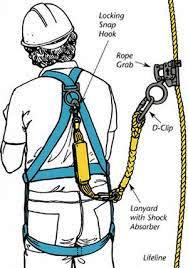 Locking
Snap
Hook
Rope
Grab
D-Clip
Lanyard with
Shock
Absorber
Lifeline